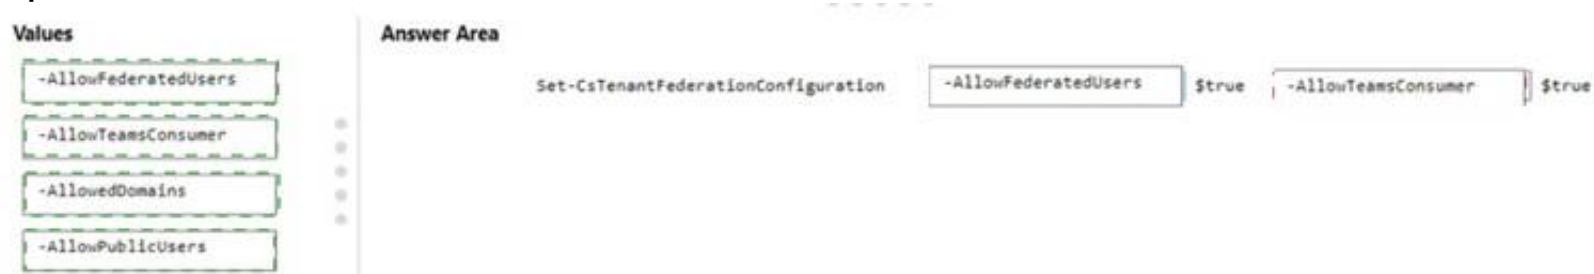 Values
-AllowFederatedUsers
-AllowTeamsConsumer
-AllowedDomains
-AllowPublicUsers
Answer Area
Set-CsTenantFederationConfiguration -AllowFederatedUsers $true -AllowTeamsConsumer $true